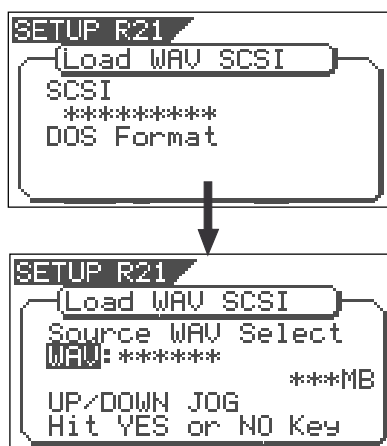 SETUP R21
Load WAV SCSI
SCSI
**********
DOS Format
SETUP R21
Load WAV SCSI
Source WAV Select
WAV:******
***MB
UP/DOWN JOG
Hit YES or NO Key